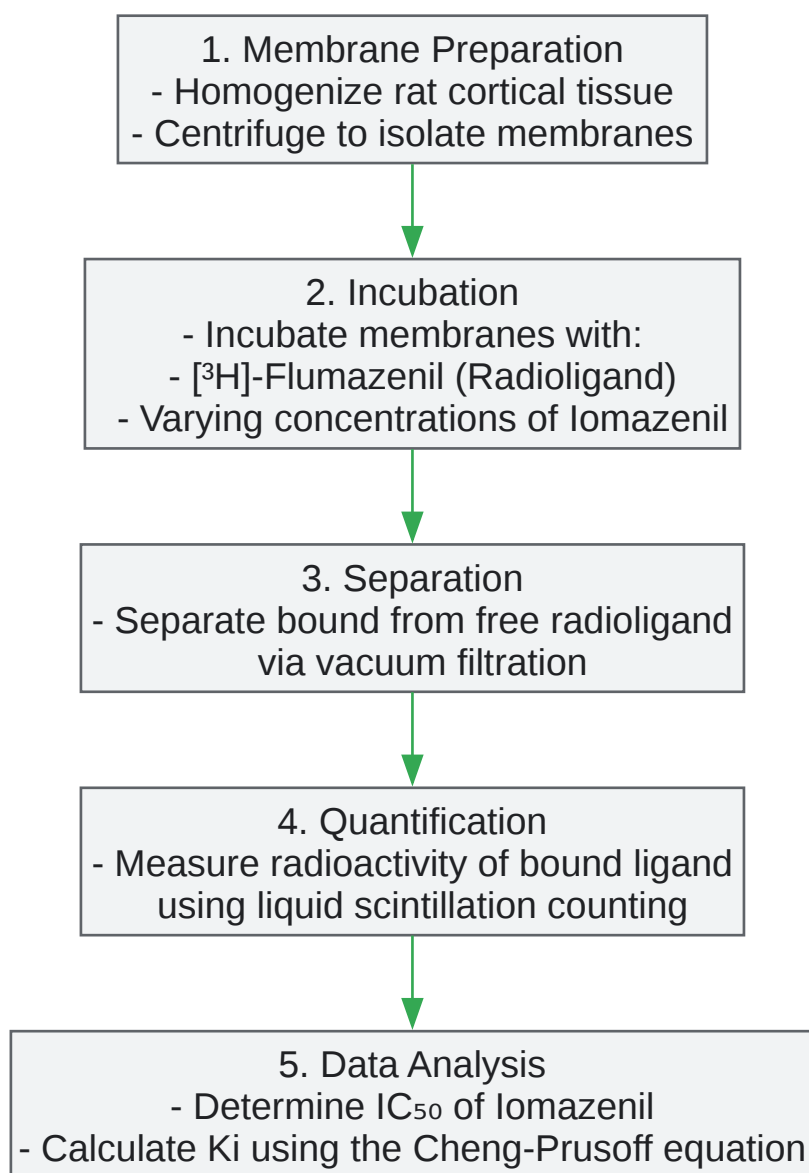 1. Membrane Preparation
- Homogenize rat cortical tissue
- Centrifuge to isolate membranes
2. Incubation
- Incubate membranes with:
- [³H]-Flumazenil (Radioligand)
- Varying concentrations of Iomazenil
3. Separation
- Separate bound from free radioligand
via vacuum filtration
4. Quantification
- Measure radioactivity of bound ligand
using liquid scintillation counting
5. Data Analysis
- Determine IC₅₀ of Iomazenil
- Calculate Ki using the Cheng-Prusoff equation